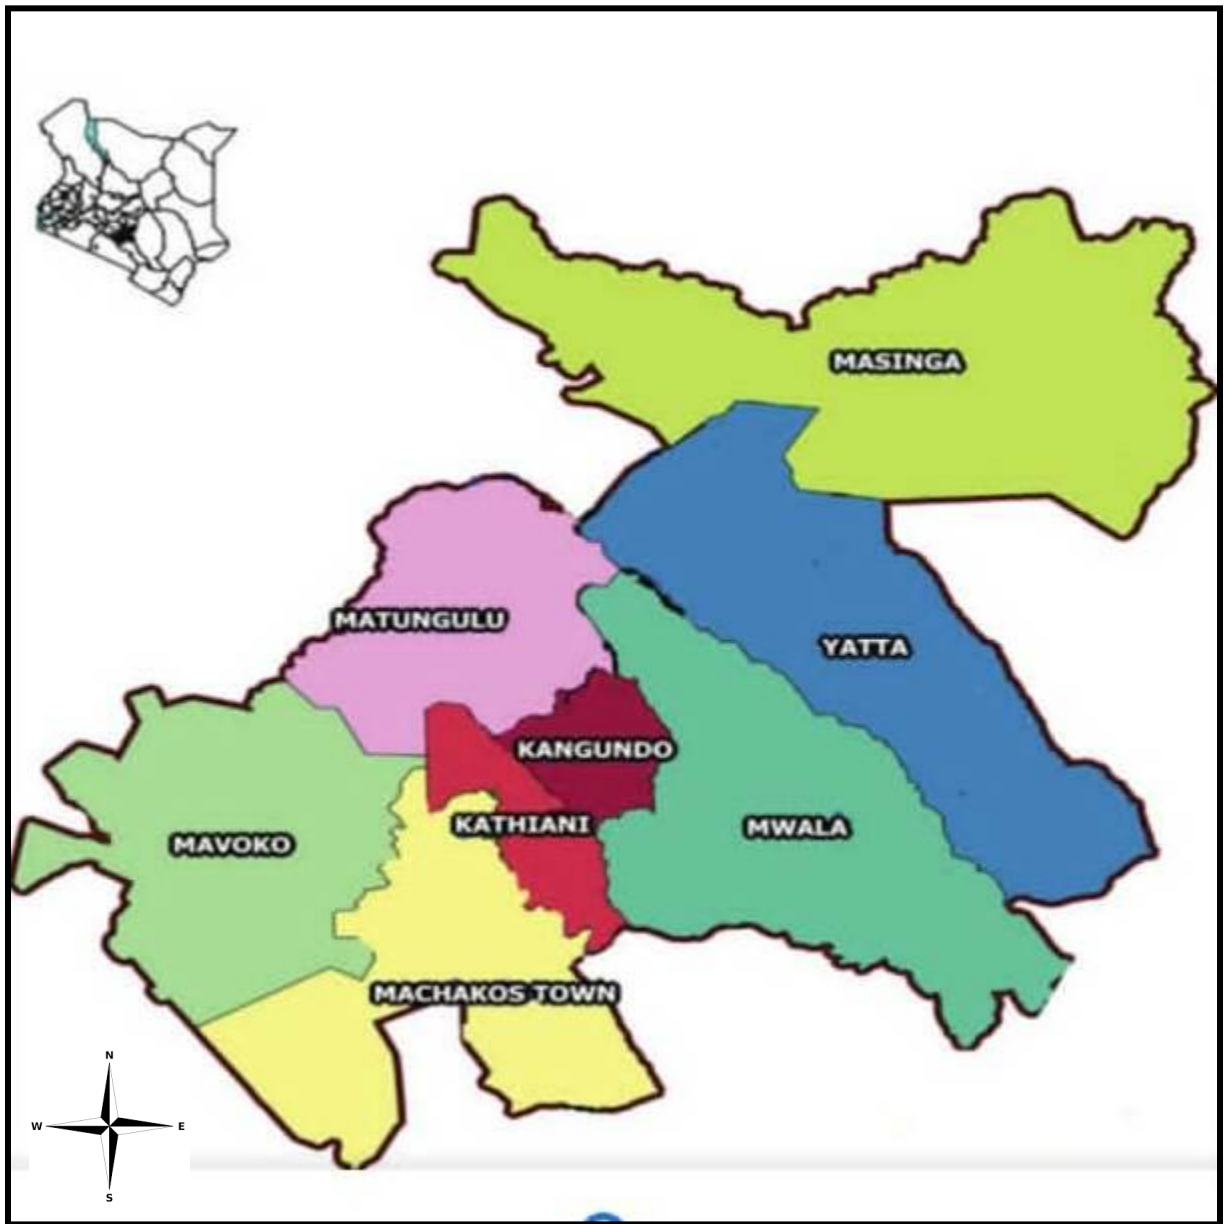 MASINGA
MATUNGULU
YATTA
KANGUNDO
KATHIANI
MWALA
MAVOKO
MACHAKOS TOWN
N
W E
S